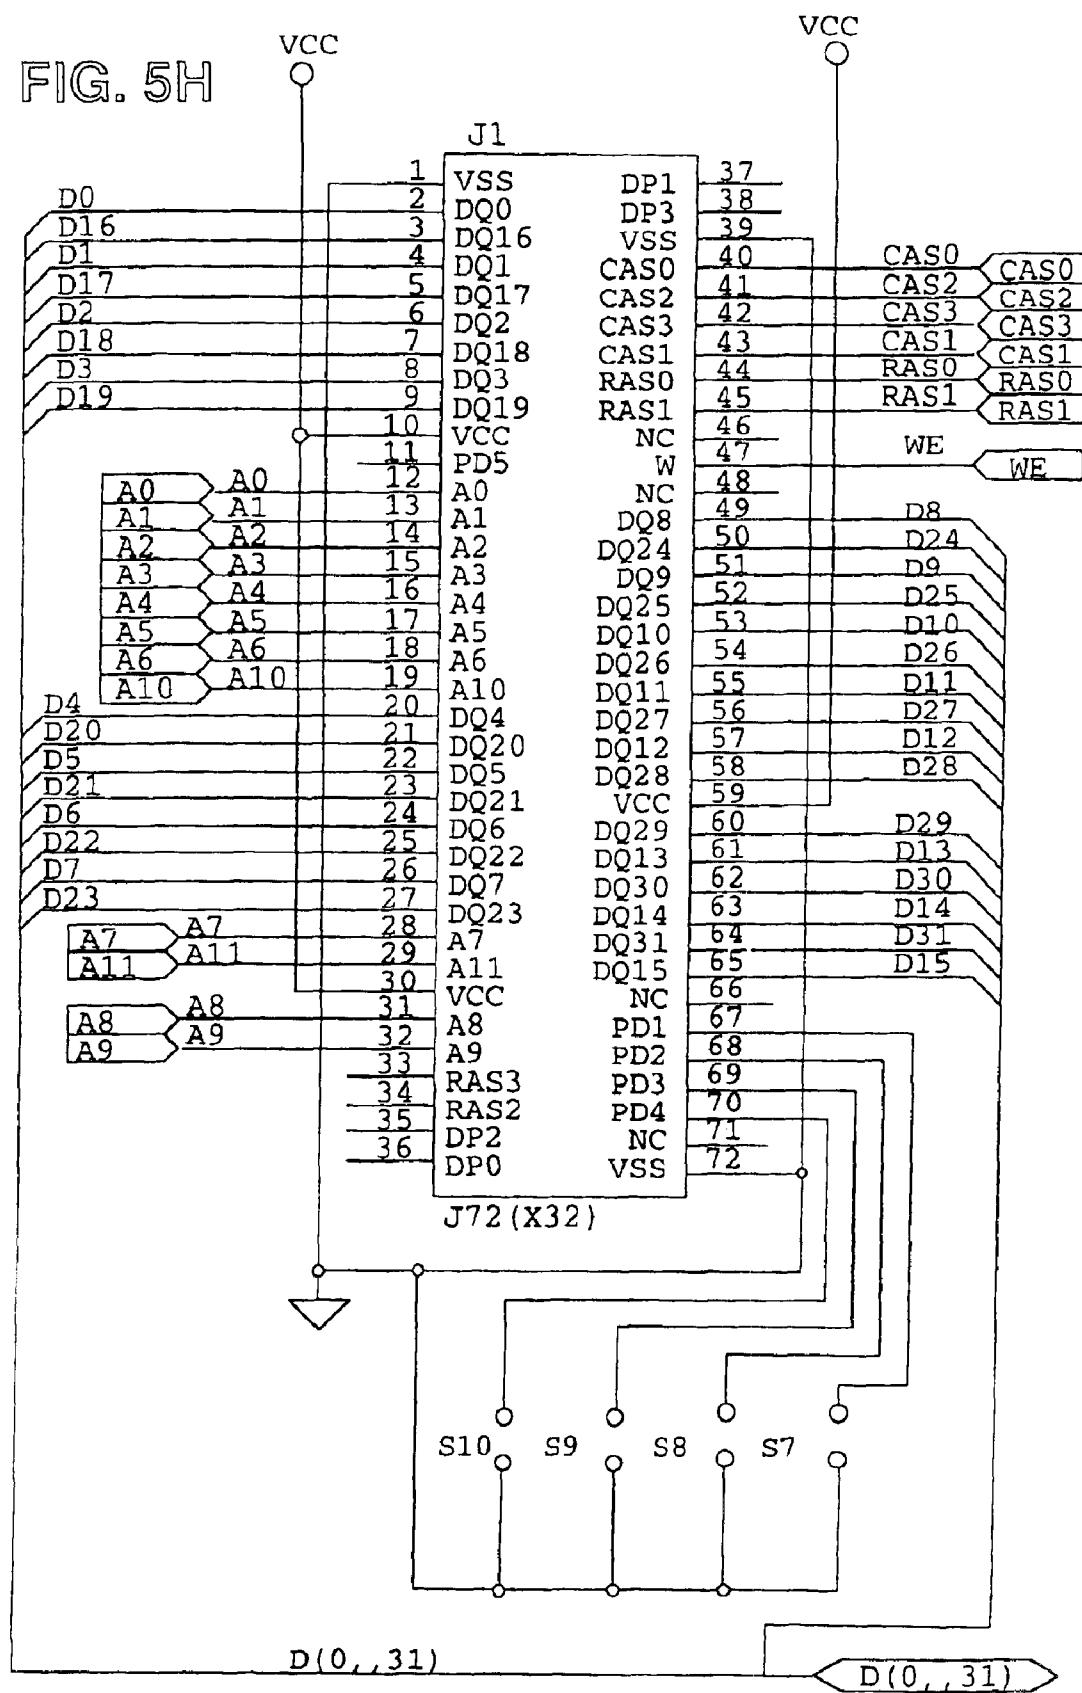 FIG. 5H
VCC
VCC
J1
1 VSS DP1 37
D0 2 DQ0 DP3 38
D16 3 DQ16 VSS 39
D1 4 DQ1 CAS0 40 CAS0 CAS0
D17 5 DQ17 CAS2 41 CAS2 CAS2
D2 6 DQ2 CAS3 42 CAS3 CAS3
D18 7 DQ18 CAS1 43 CAS1 CAS1
D3 8 DQ3 RAS0 44 RAS0 RAS0
D19 9 DQ19 RAS1 45 RAS1 RAS1
10 VCC NC 46
11 PD5 W 47 WE WE
A0 A0 12 A0 NC 48
A1 A1 13 A1 DQ8 49 D8
A2 A2 14 A2 DQ24 50 D24
A3 A3 15 A3 DQ9 51 D9
A4 A4 16 A4 DQ25 52 D25
A5 A5 17 A5 DQ10 53 D10
A6 A6 18 A6 DQ26 54 D26
A10 A10 19 A10 DQ11 55 D11
D4 20 DQ4 DQ27 56 D27
D20 21 DQ20 DQ12 57 D12
D5 22 DQ5 DQ28 58 D28
D21 23 DQ21 VCC 59
D6 24 DQ6 DQ29 60 D29
D22 25 DQ22 DQ13 61 D13
D7 26 DQ7 DQ30 62 D30
D23 27 DQ23 DQ14 63 D14
A7 A7 28 A7 DQ31 64 D31
A11 A11 29 A11 DQ15 65 D15
30 VCC NC 66
A8 A8 31 A8 PD1 67
A9 A9 32 A9 PD2 68
33 RAS3 PD3 69
34 RAS2 PD4 70
35 DP2 NC 71
36 DP0 VSS 72
J72(X32)
S10 S9 S8 S7
D(0,,31) D(0,,31)